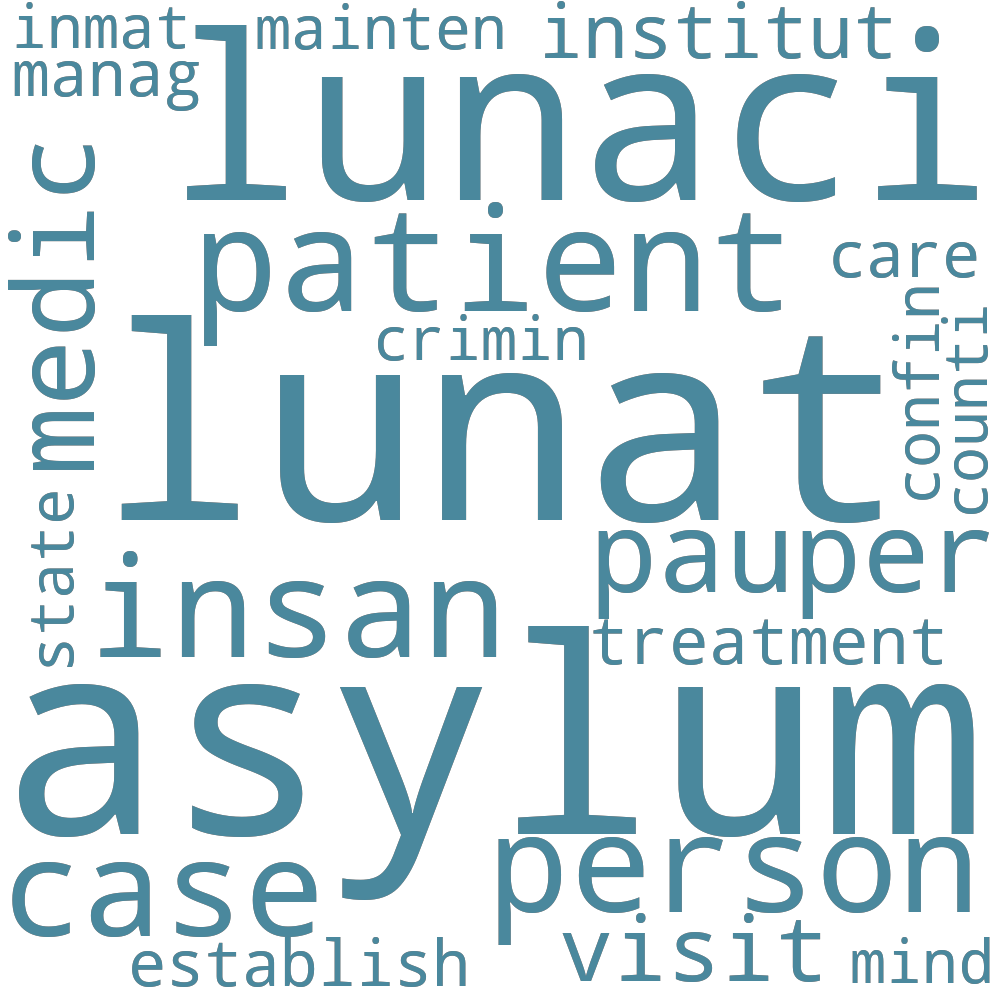 inmat
mainten
institut
manag
lunaci
medic
patient
care
crimin
confin
counti
lunat
state
pauper
insan
treatment
asylum
case
person
establish
visit
mind